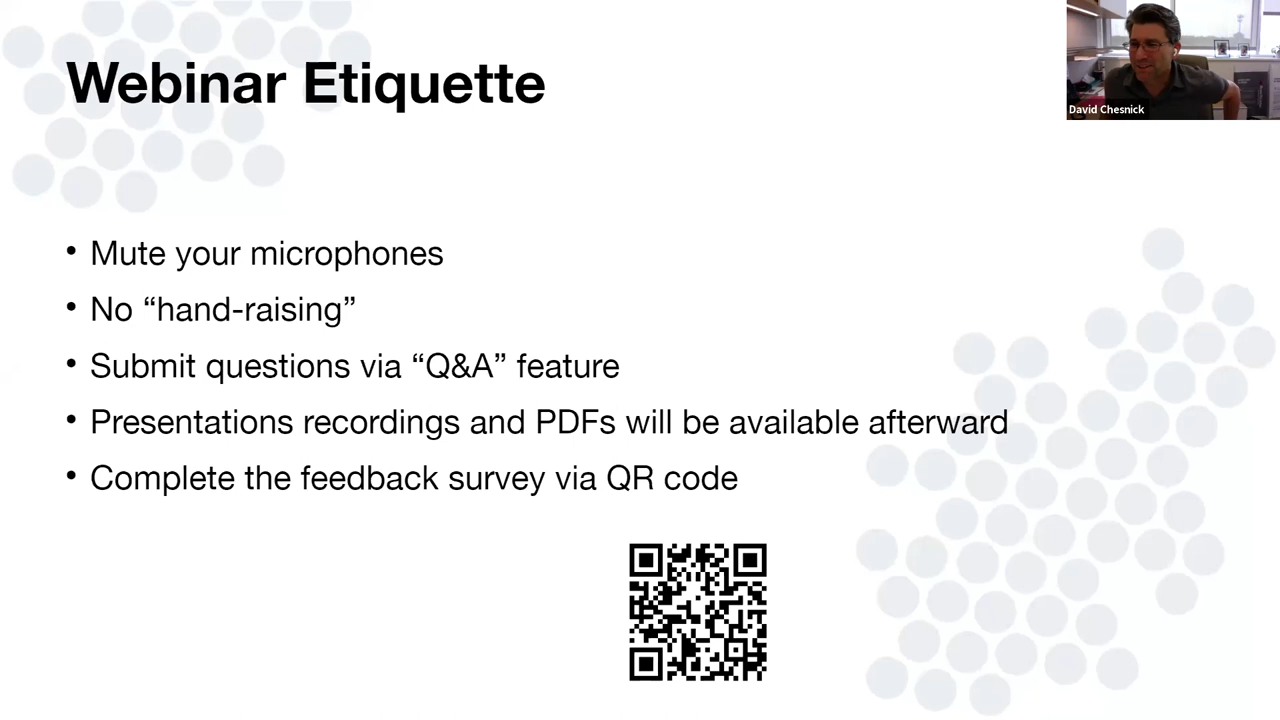 Webinar Etiquette
David Chesnick
• Mute your microphones
• No “hand-raising”
• Submit questions via “Q&A” feature
• Presentations recordings and PDFs will be available afterward
• Complete the feedback survey via QR code